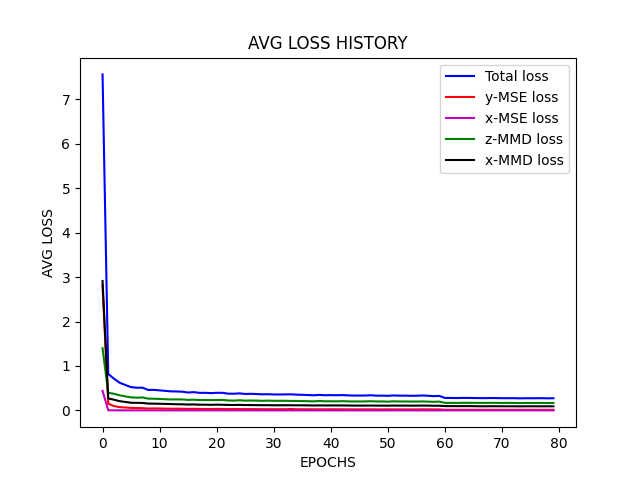 AVG LOSS HISTORY
Total loss
y-MSE loss
x-MSE loss
z-MMD loss
x-MMD loss
AVG LOSS
7
6
5
4
3
2
1
0
0 10 20 30 40 50 60 70 80
EPOCHS